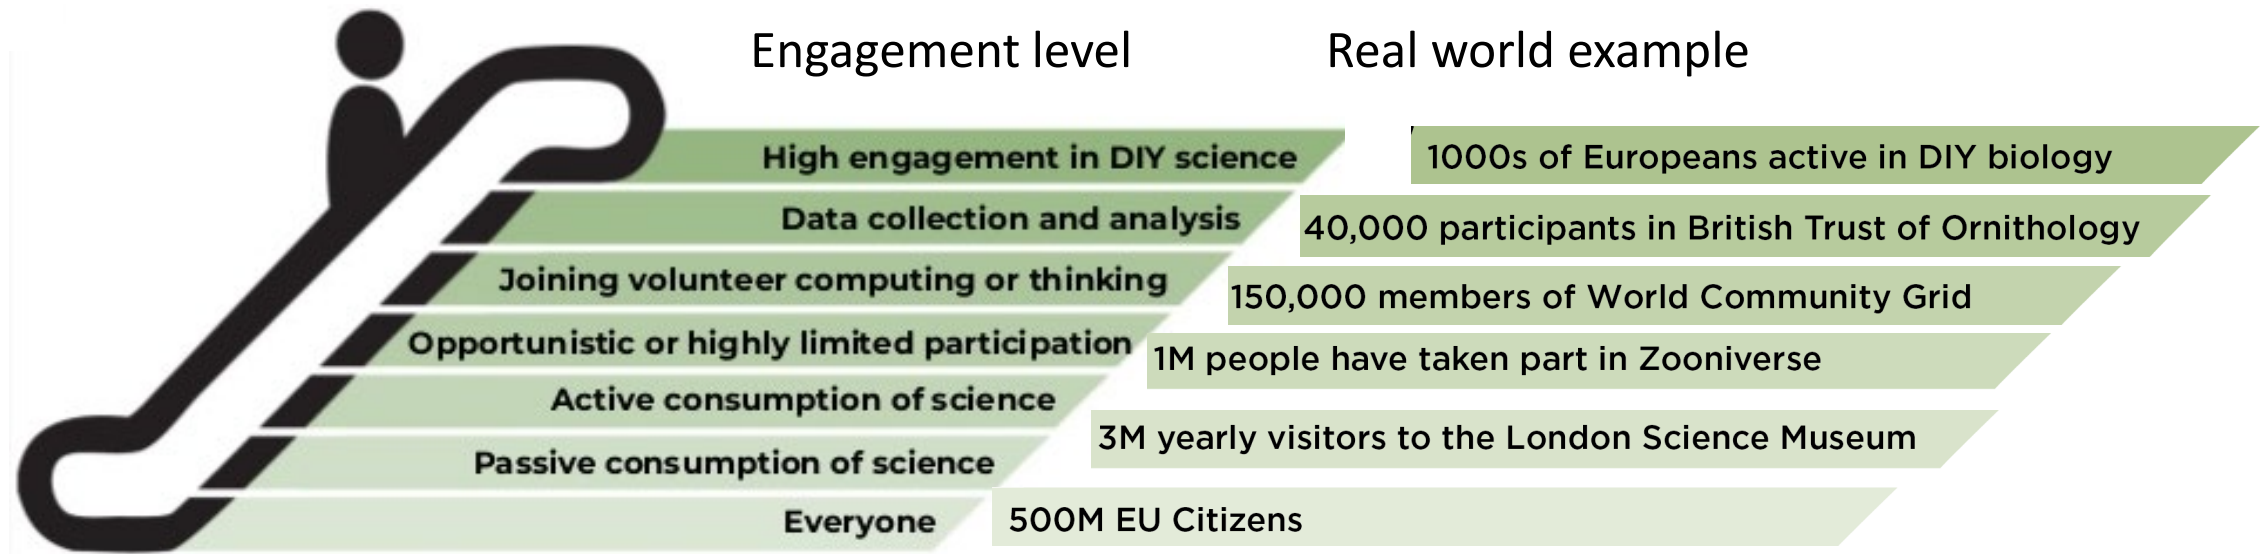 Engagement level
Real world example
High engagement in DIY science
1000s of Europeans active in DIY biology
Data collection and analysis
40,000 participants in British Trust of Ornithology
Joining volunteer computing or thinking
150,000 members of World Community Grid
Opportunistic or highly limited participation
1M people have taken part in Zooniverse
Active consumption of science
3M yearly visitors to the London Science Museum
Passive consumption of science
Everyone
500M EU Citizens